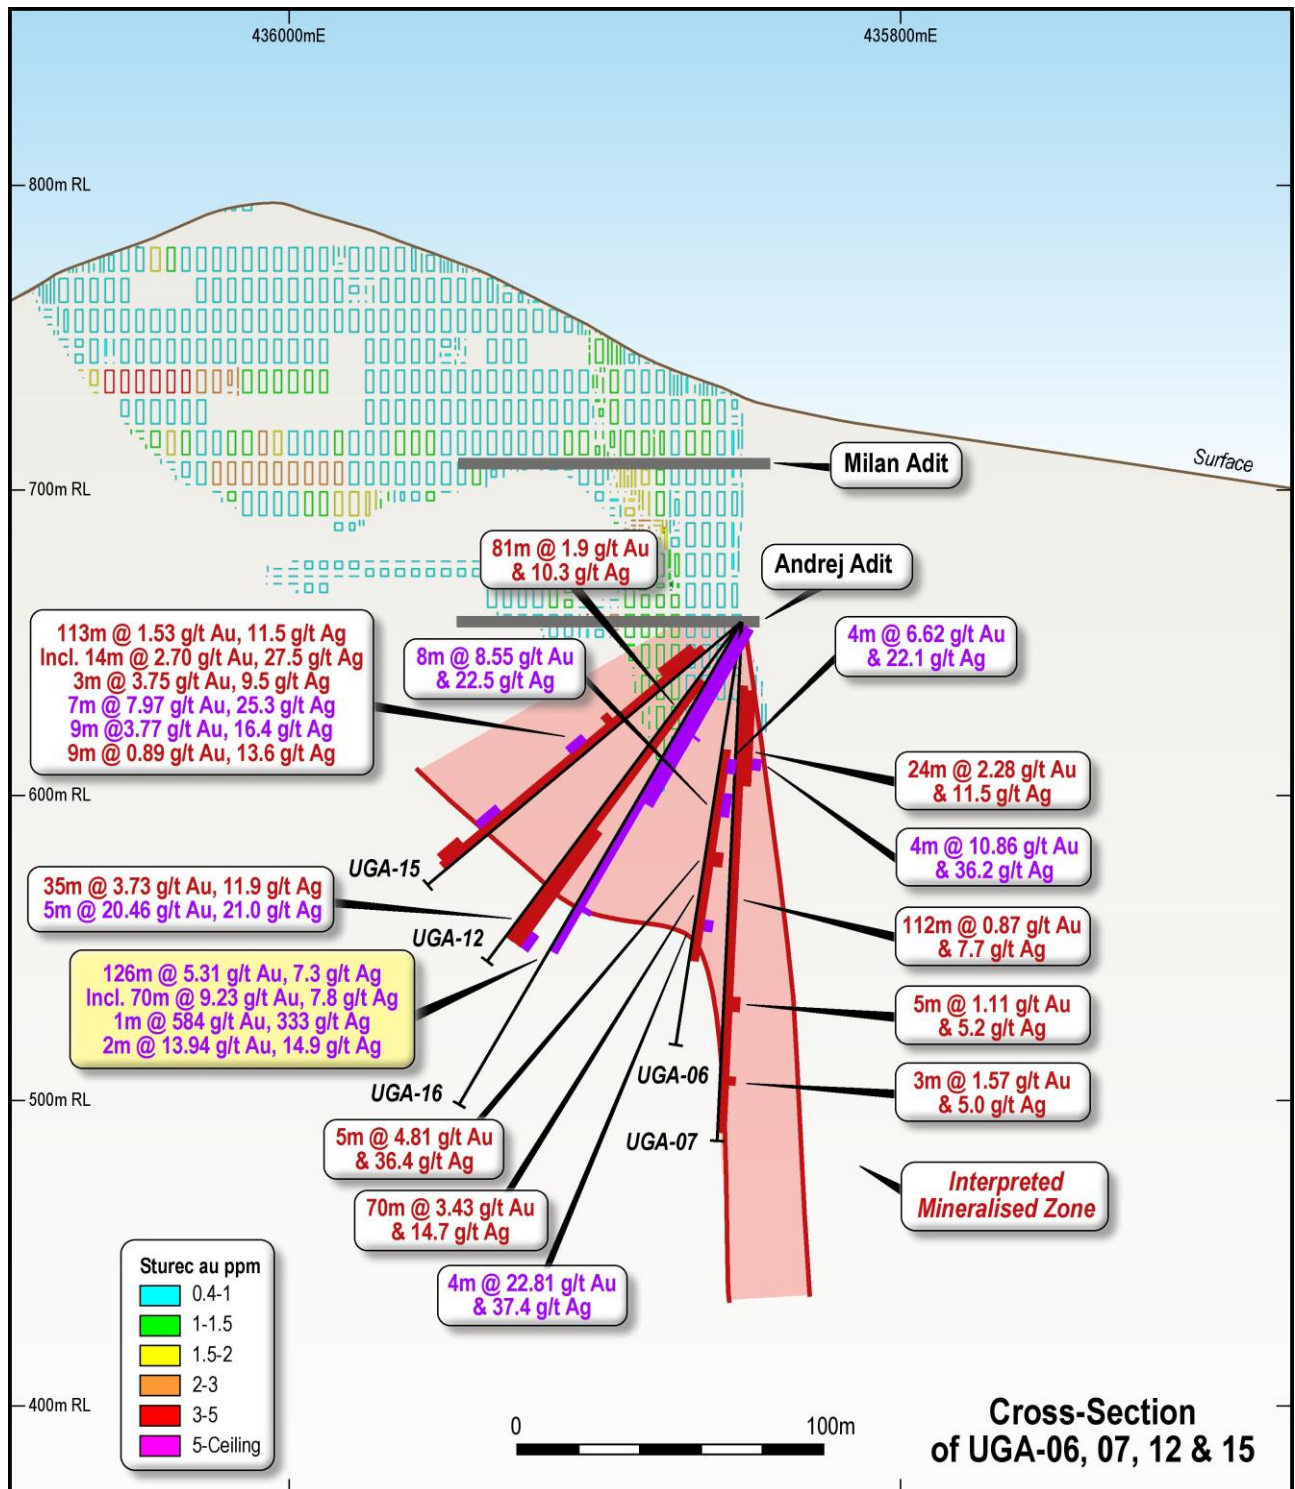 436000mE
435800mE
800m RL
Surface
Milan Adit
700m RL
81m @ 1.9 g/t Au
& 10.3 g/t Ag
Andrej Adit
113m @ 1.53 g/t Au, 11.5 g/t Ag
Incl. 14m @ 2.70 g/t Au, 27.5 g/t Ag
3m @ 3.75 g/t Au, 9.5 g/t Ag
7m @ 7.97 g/t Au, 25.3 g/t Ag
9m @3.77 g/t Au, 16.4 g/t Ag
9m @ 0.89 g/t Au, 13.6 g/t Ag
8m @ 8.55 g/t Au
& 22.5 g/t Ag
4m @ 6.62 g/t Au
& 22.1 g/t Ag
24m @ 2.28 g/t Au
& 11.5 g/t Ag
600m RL
4m @ 10.86 g/t Au
& 36.2 g/t Ag
UGA-15
35m @ 3.73 g/t Au, 11.9 g/t Ag
5m @ 20.46 g/t Au, 21.0 g/t Ag
UGA-12
112m @ 0.87 g/t Au
& 7.7 g/t Ag
126m @ 5.31 g/t Au, 7.3 g/t Ag
Incl. 70m @ 9.23 g/t Au, 7.8 g/t Ag
1m @ 584 g/t Au, 333 g/t Ag
2m @ 13.94 g/t Au, 14.9 g/t Ag
5m @ 1.11 g/t Au
& 5.2 g/t Ag
UGA-06
3m @ 1.57 g/t Au
& 5.0 g/t Ag
UGA-16
500m RL
UGA-07
5m @ 4.81 g/t Au
& 36.4 g/t Ag
Interpreted
Mineralised Zone
70m @ 3.43 g/t Au
& 14.7 g/t Ag
4m @ 22.81 g/t Au
& 37.4 g/t Ag
Sturec au ppm
0.4-1
1-1.5
1.5-2
2-3
3-5
5-Ceiling
400m RL
0
100m
Cross-Section
of UGA-06, 07, 12 & 15